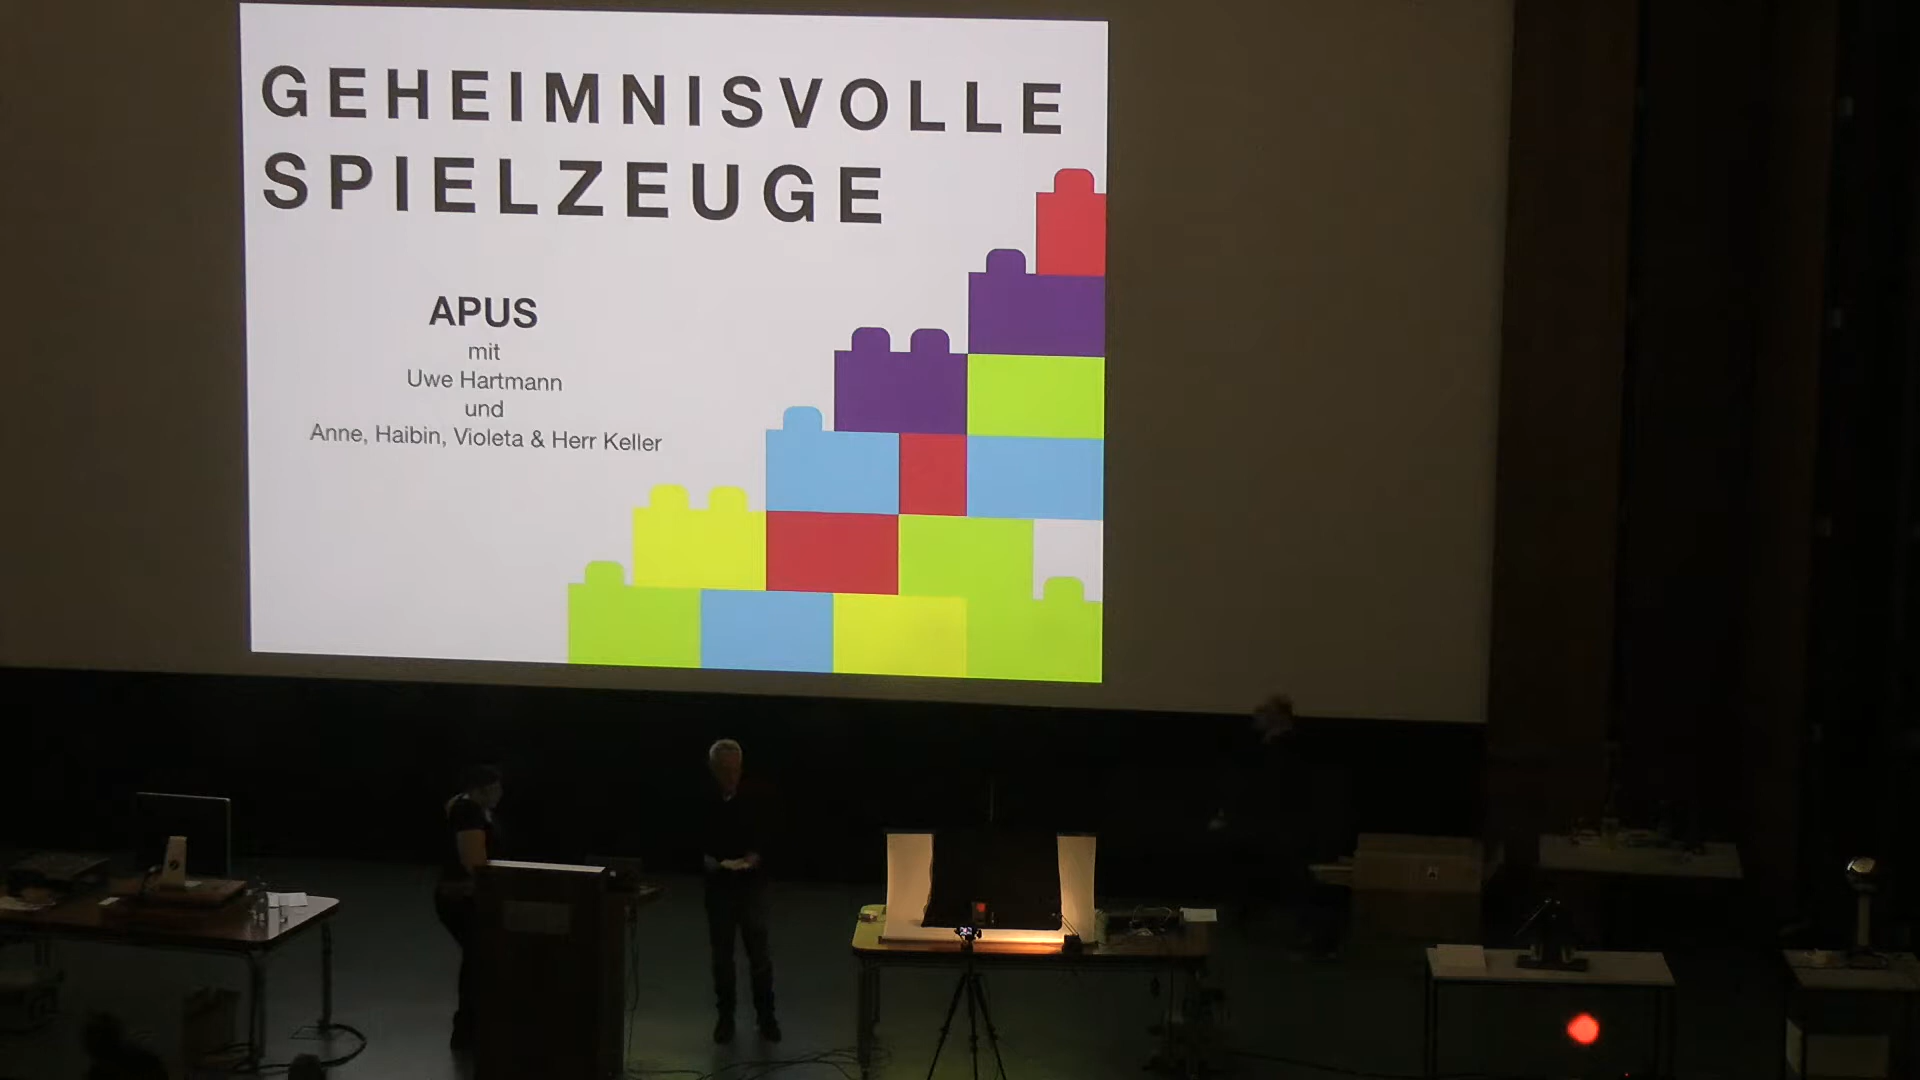 GEHEIMNISVOLLE
SPIELZEUGE
APUS
mit
Uwe Hartmann
und
Anne, Haibin, Violeta & Herr Keller